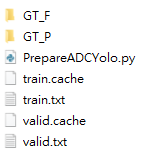 GT_F
GT_P
PrepareADCYolo.py
train.cache
train.txt
valid.cache
valid.txt